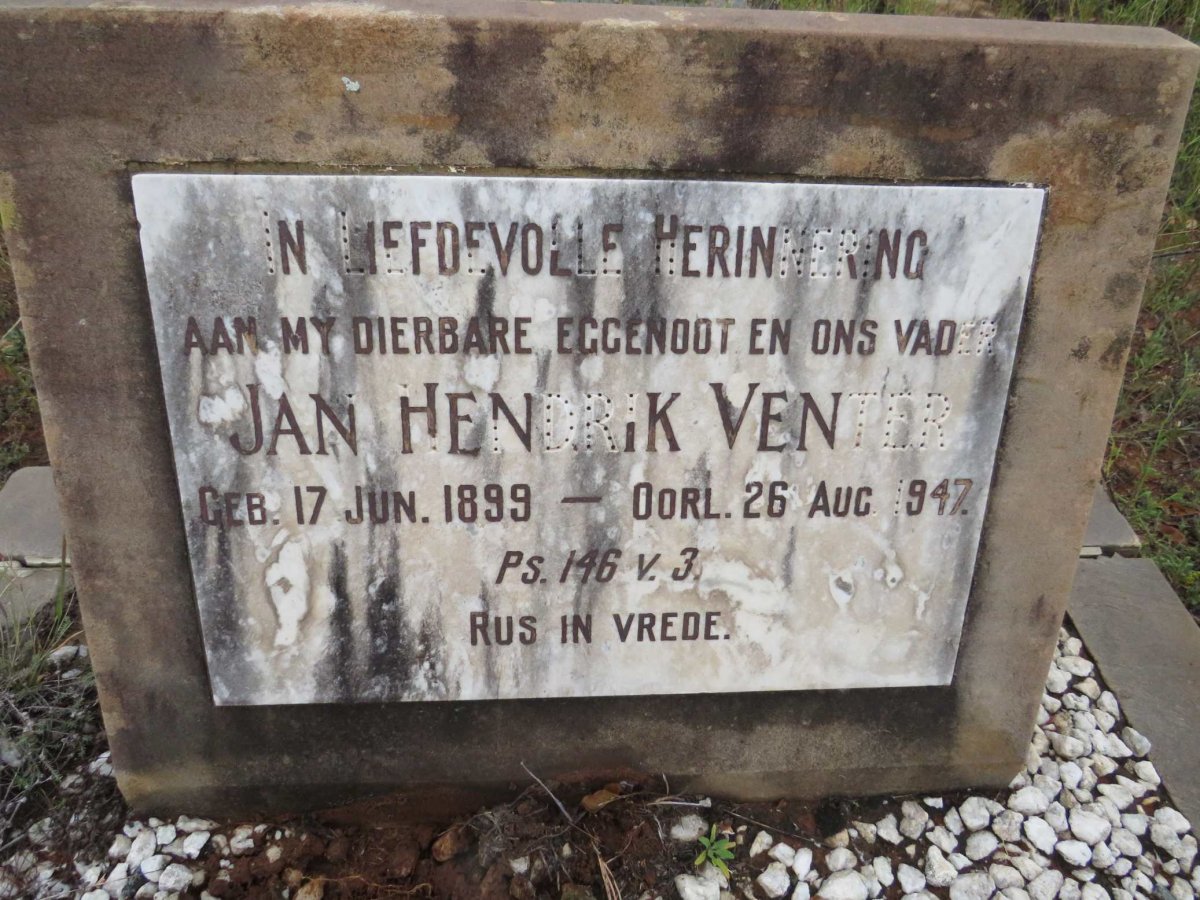 In Liefdevolle Herinnering
AAN MY DIERBARE EGGENOOT EN ONS VADER
JAN HENDRIK VENTER
GEB. 17 JUN. 1899 — OORL. 26 AUG. 1947.
Ps. 146 v. 3.
RUS IN VREDE.